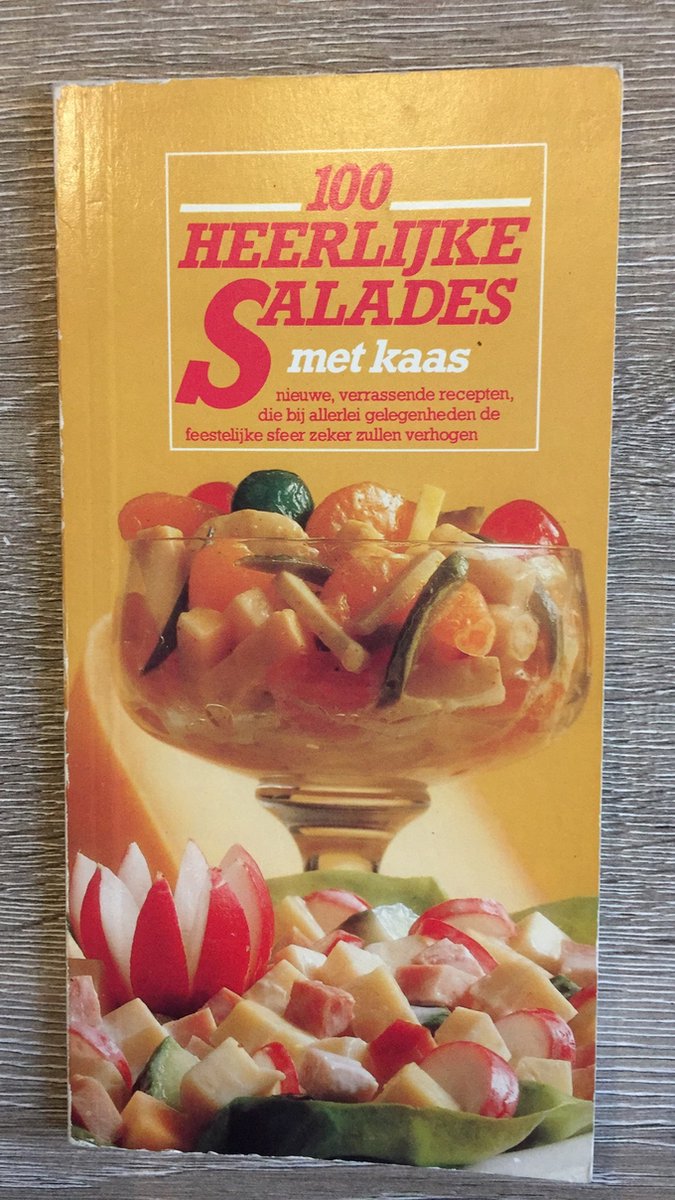 100
HEERLIJKE
SALADES
met kaas
nieuwe, verrassende recepten,
die bij allerlei gelegenheden de
feestelijke sfeer zeker zullen verhogen